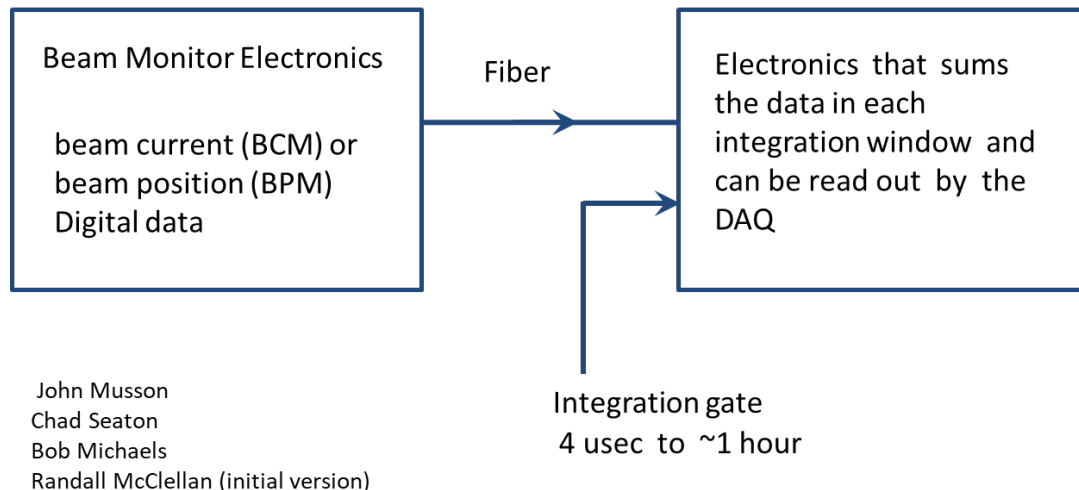 Beam Monitor Electronics
beam current (BCM) or
beam position (BPM)
Digital data
Fiber
Electronics that sums
the data in each
integration window and
can be read out by the
DAQ
Integration gate
4 usec to ~1 hour
John Musson
Chad Seaton
Bob Michaels
Randall McClellan (initial version)